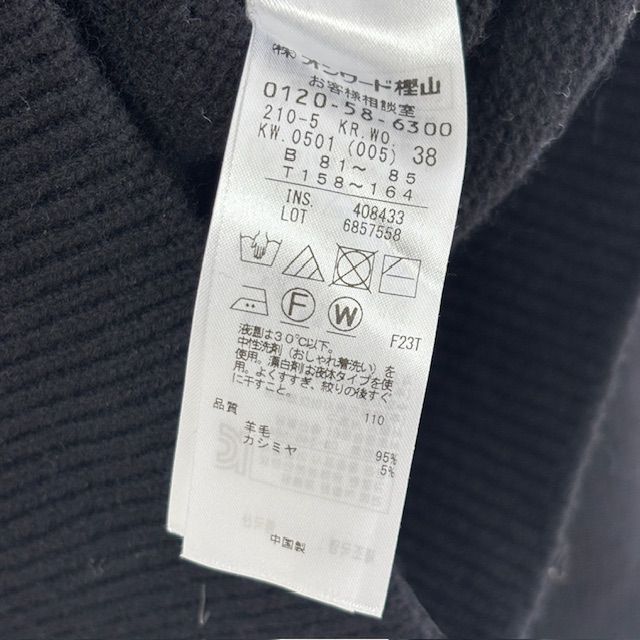 (株)オンワード樫山
お客様相談室
0120-58-6300
210-5 KR.WO. 38
KW.0501 (005)
B 81～ 85
T158～164
INS. 408433
LOT 6857558
F W F23T
液温は30℃以下。
中性洗剤（おしゃれ着洗い）を
使用。漂白剤は液体タイプを使
用。よくすすぎ、絞りの後すぐ
に干すこと。
品質 110
羊毛 95%
カシミヤ 5%
中国製